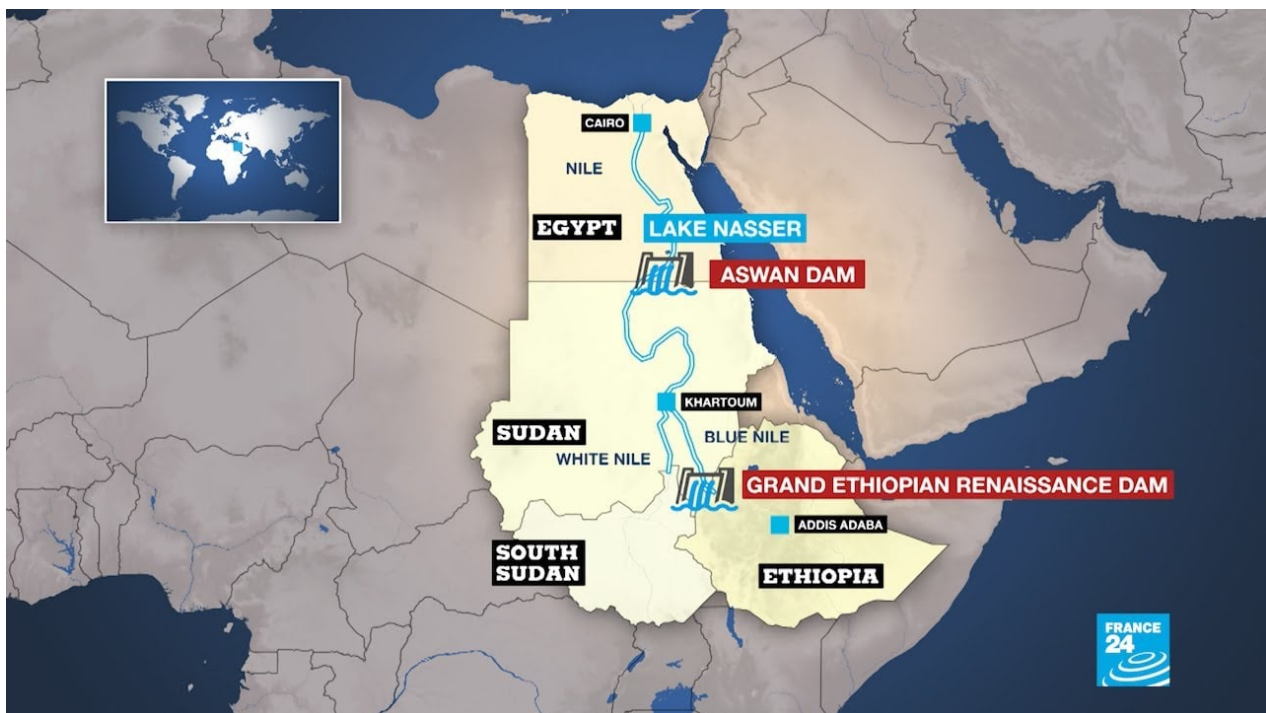 CAIRO
NILE
EGYPT
LAKE NASSER
ASWAN DAM
KHARTOUM
SUDAN
BLUE NILE
WHITE NILE
GRAND ETHIOPIAN RENAISSANCE DAM
ADDIS ADABA
SOUTH
SUDAN
ETHIOPIA
FRANCE
24